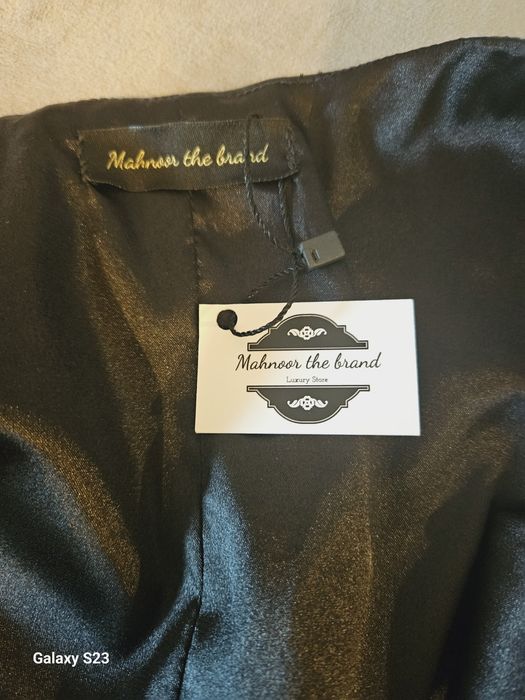 Mahnoor the brand
Mahnoor the brand
Luxury Store
Galaxy S23